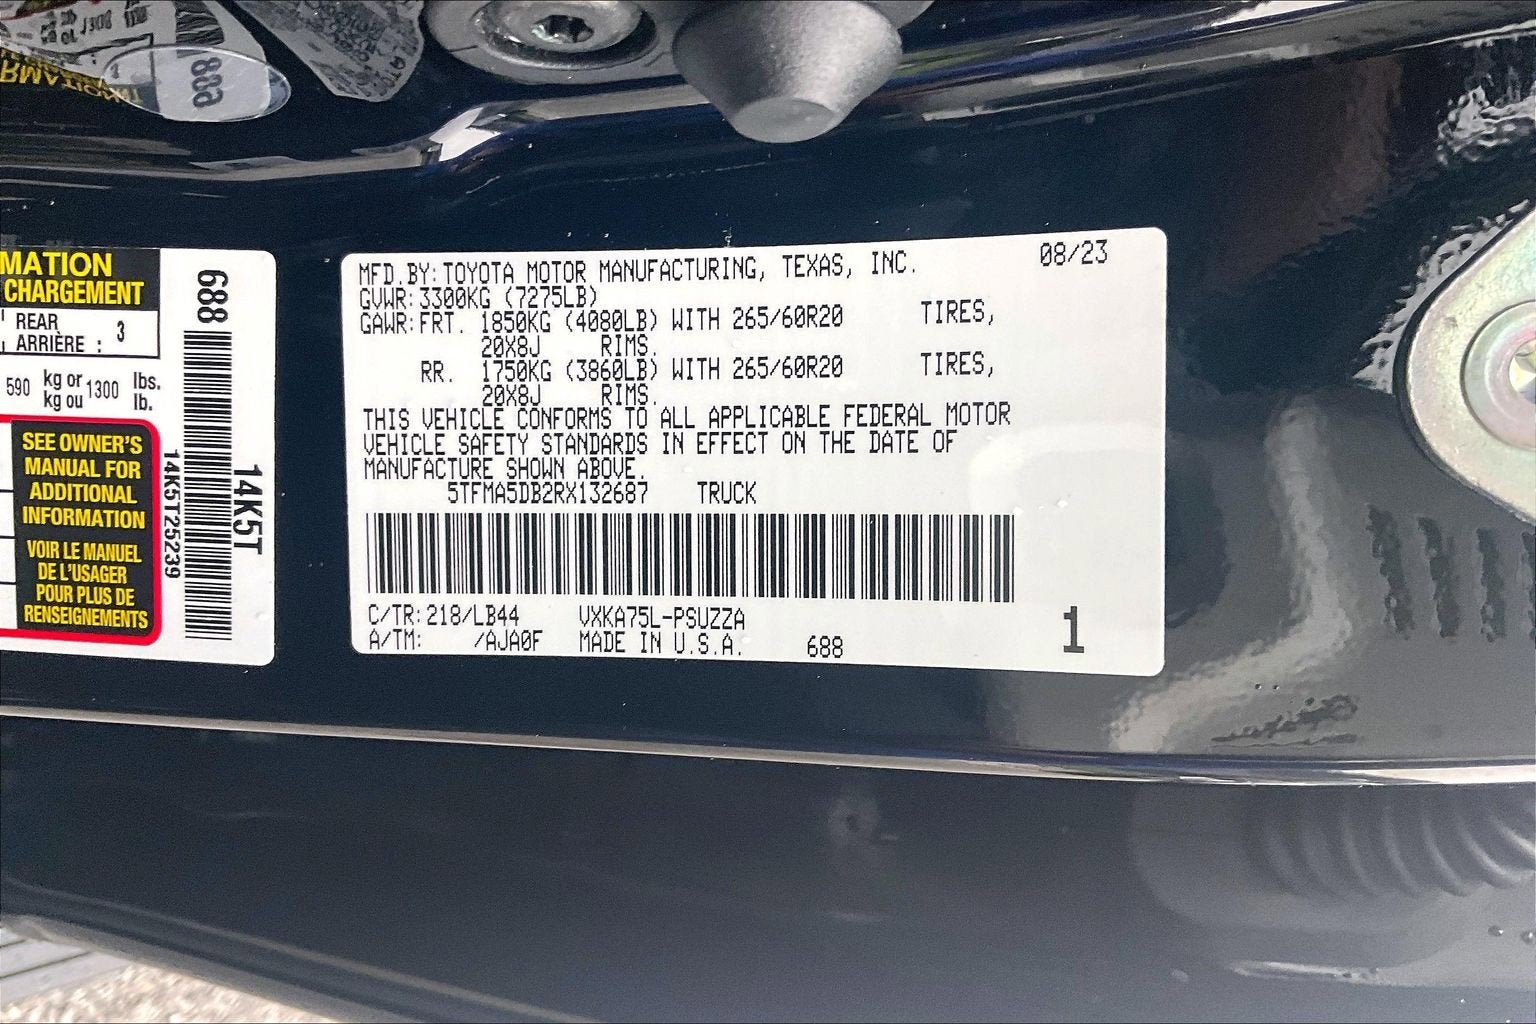 MATION
CHARGEMENT
REAR
ARRIÈRE : 3
590 kg or 1300 lbs.
kg ou lb.
SEE OWNER'S
MANUAL FOR
ADDITIONAL
INFORMATION
VOIR LE MANUEL
DE L'USAGER
POUR PLUS DE
RENSEIGNEMENTS
688
14K5T
14K5T25239
MFD.BY: TOYOTA MOTOR MANUFACTURING, TEXAS, INC. 08/23
GVWR: 3300KG (7275LB)
GAWR: FRT. 1850KG (4080LB) WITH 265/60R20 TIRES,
20X8J RIMS.
RR. 1750KG (3860LB) WITH 265/60R20 TIRES,
20X8J RIMS.
THIS VEHICLE CONFORMS TO ALL APPLICABLE FEDERAL MOTOR
VEHICLE SAFETY STANDARDS IN EFFECT ON THE DATE OF
MANUFACTURE SHOWN ABOVE.
5TFMA5DB2RX132687 TRUCK
C/TR: 218/LB44 VXKA75L-PSUZZA
A/TM: /AJA0F MADE IN U.S.A. 688
1